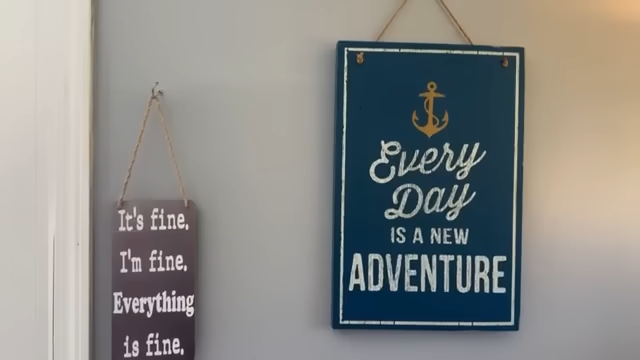 It's fine.
I'm fine.
Everything
is fine.
Every
Day
IS A NEW
ADVENTURE